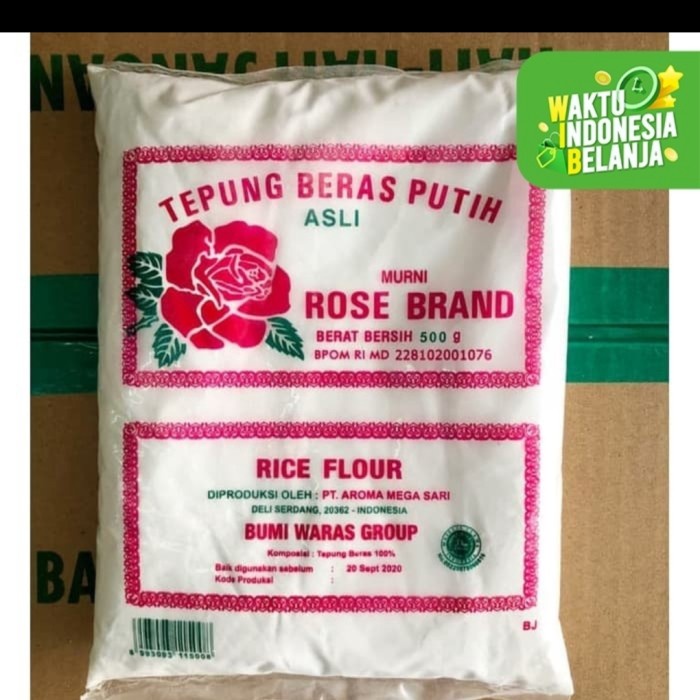 WAKTU
INDONESIA
BELANJA
TEPUNG BERAS PUTIH
ASLI
MURNI
ROSE BRAND
BERAT BERSIH 500 g
BPOM RI MD 228102001076
RICE FLOUR
DIPRODUKSI OLEH : PT. AROMA MEGA SARI
DELI SERDANG, 20362 - INDONESIA
BUMI WARAS GROUP
Komposisi : Tepung Beras 100%
Baik digunakan sebelum : 20 Sept 2020
Kode Produksi :
BJ
BA